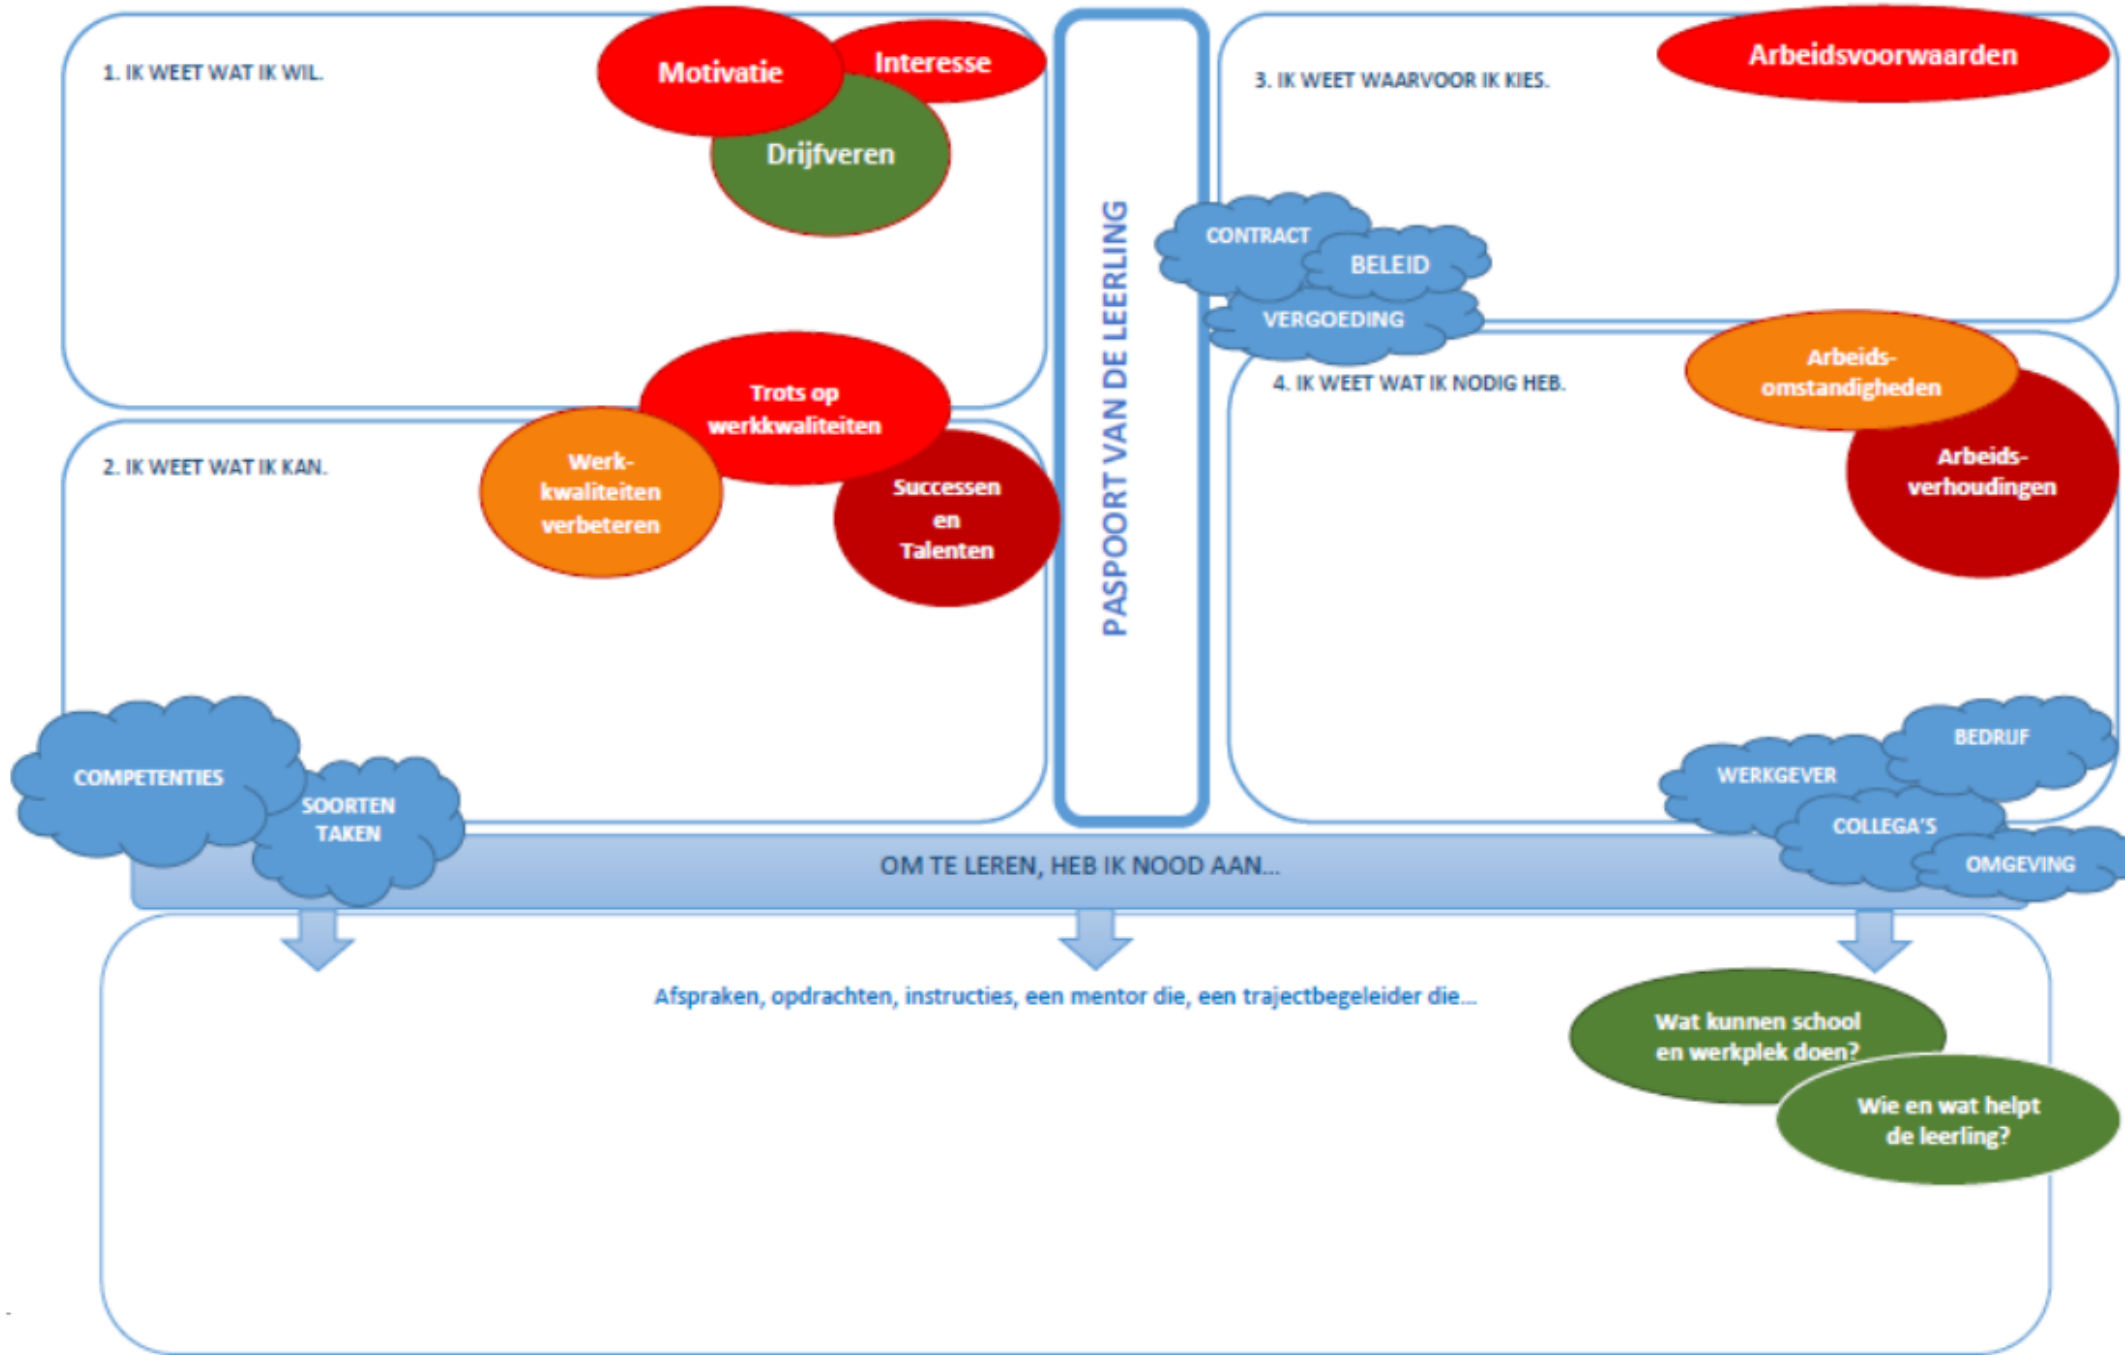 1. IK WEET WAT IK WIL.
Motivatie
Interesse
Drijfveren
2. IK WEET WAT IK KAN.
Trots op
werkkwaliteiten
Werk-
kwaliteiten
verbeteren
Successen
en
Talenten
COMPETENTIES
SOORTEN
TAKEN
PASPOORT VAN DE LEERLING
3. IK WEET WAARVOOR IK KIES.
Arbeidsvoorwaarden
CONTRACT
BELEID
VERGOEDING
4. IK WEET WAT IK NODIG HEB.
Arbeids-
omstandigheden
Arbeids-
verhoudingen
BEDRIJF
WERKGEVER
COLLEGA'S
OMGEVING
OM TE LEREN, HEB IK NOOD AAN...
Afspraken, opdrachten, instructies, een mentor die, een trajectbegeleider die...
Wat kunnen school
en werkplek doen?
Wie en wat helpt
de leerling?
-